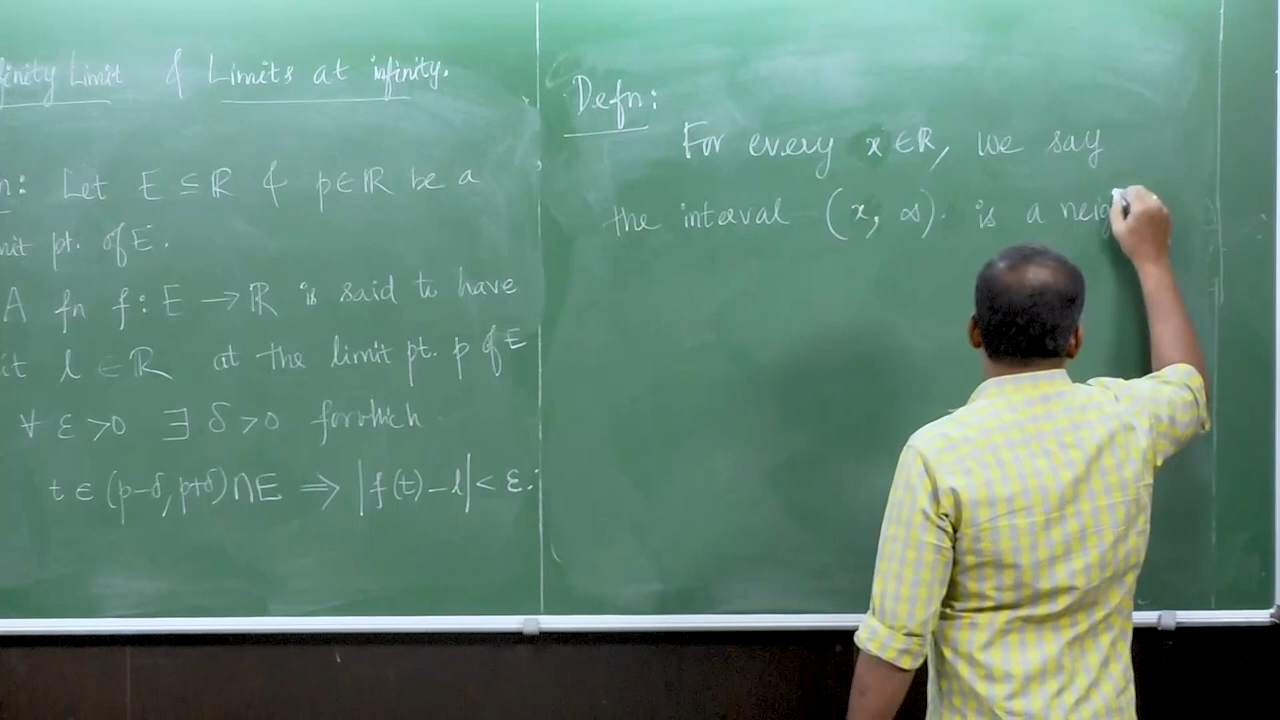 finity Limit & Limits at infinity.
n: Let E ⊆ ℝ & p∈ℝ be a
mit pt. of E.
A fn f: E → ℝ is said to have
it l ∈ ℝ at the limit pt. p of E
∀ ε >0 ∃ δ >0 for which
t ∈ (p-δ, p+δ)∩E ⇒ |f(t) - l| < ε.
Defn:
For every x ∈ℝ, we say
the interval (x, ∞) is a neig